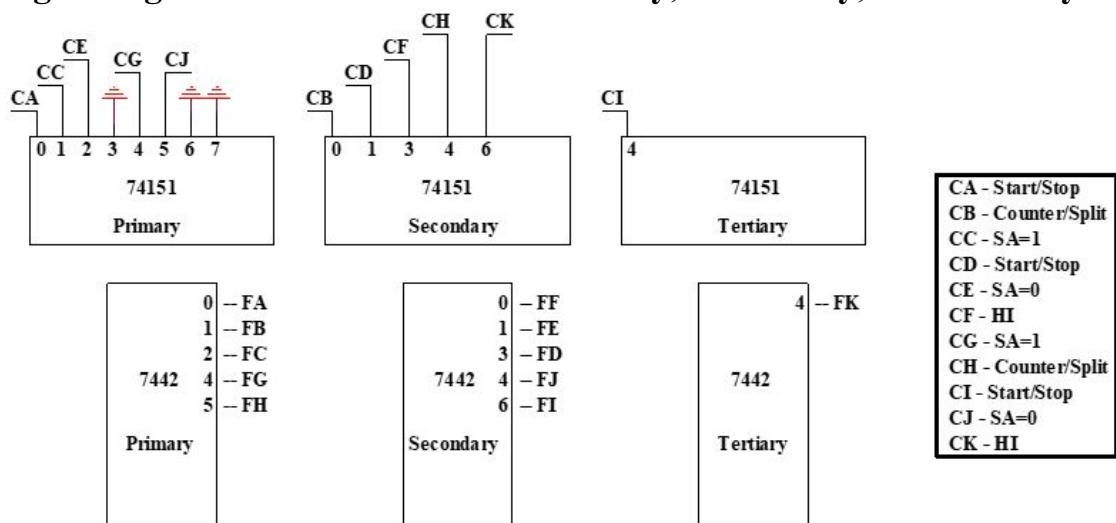 CH CK
CE CF
CG CJ
CC CD
CA CB CI
0 1 2 3 4 5 6 7
74151
Primary
0 1 3 4 6
74151
Secondary
4
74151
Tertiary
CA - Start/Stop
CB - Counter/Split
CC - SA=1
CD - Start/Stop
CE - SA=0
CF - HI
CG - SA=1
CH - Counter/Split
CI - Start/Stop
CJ - SA=0
CK - HI
0 -- FA
1 -- FB
2 -- FC
7442 4 -- FG
5 -- FH
Primary
0 -- FF
1 -- FE
3 -- FD
7442 4 -- FJ
6 -- FI
Secondary
4 -- FK
7442
Tertiary